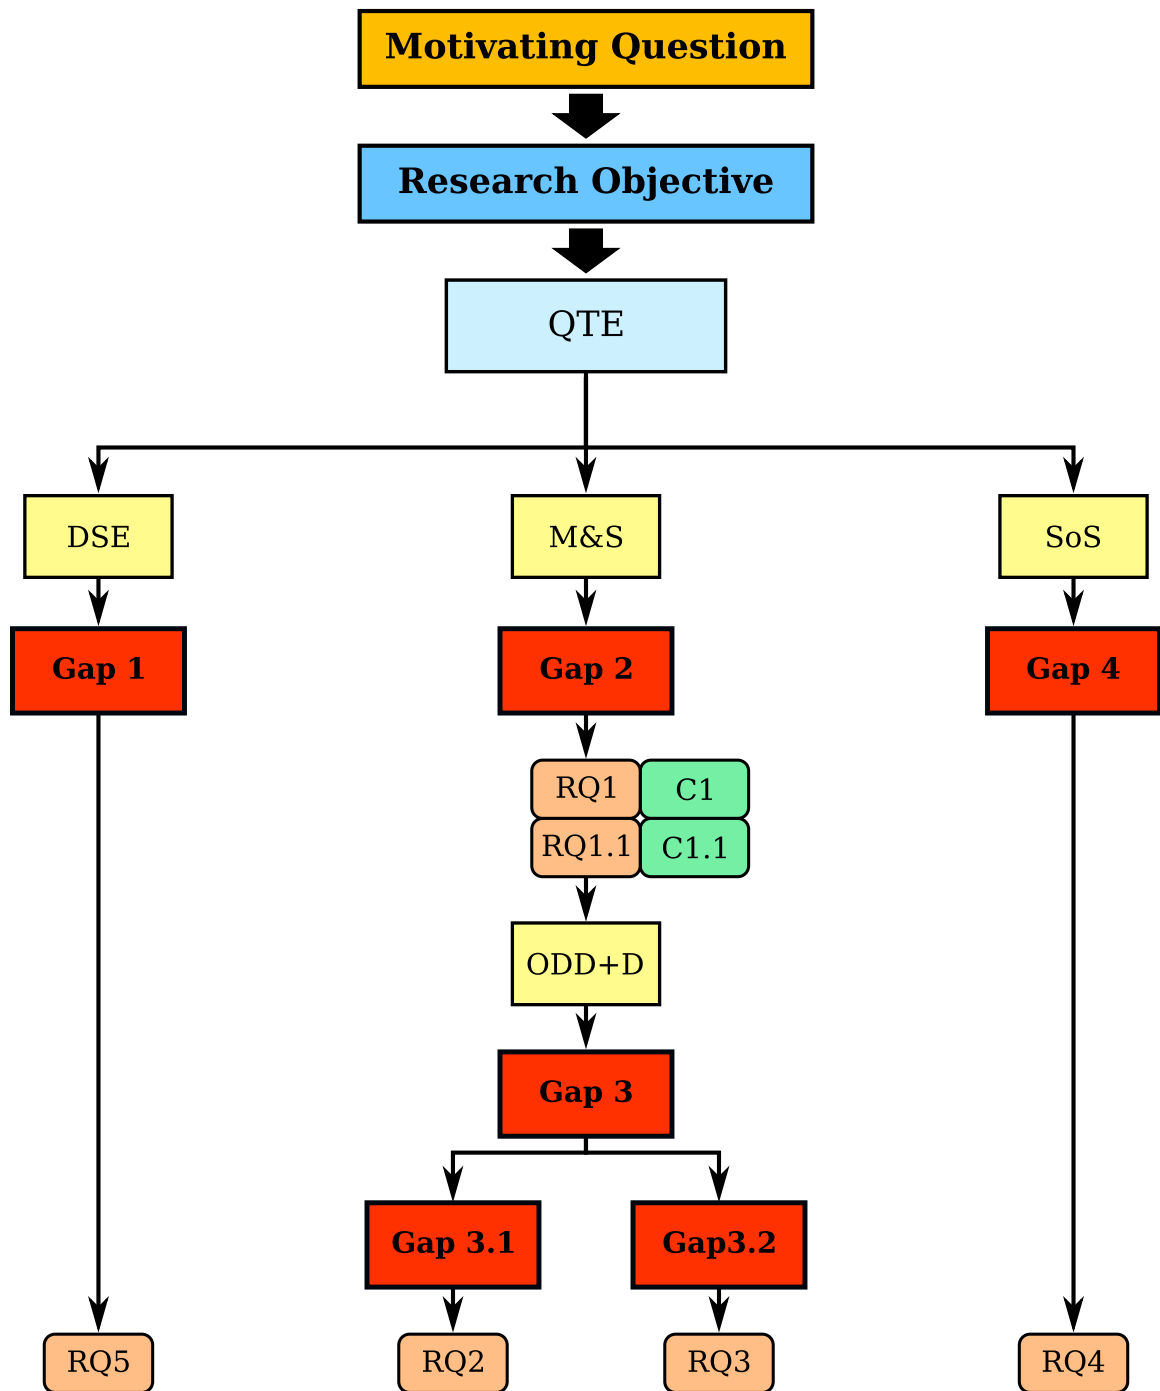 Motivating Question
Research Objective
QTE
DSE
M&S
SoS
Gap 1
Gap 2
Gap 4
RQ1
C1
RQ1.1
C1.1
ODD+D
Gap 3
Gap 3.1
Gap3.2
RQ5
RQ2
RQ3
RQ4